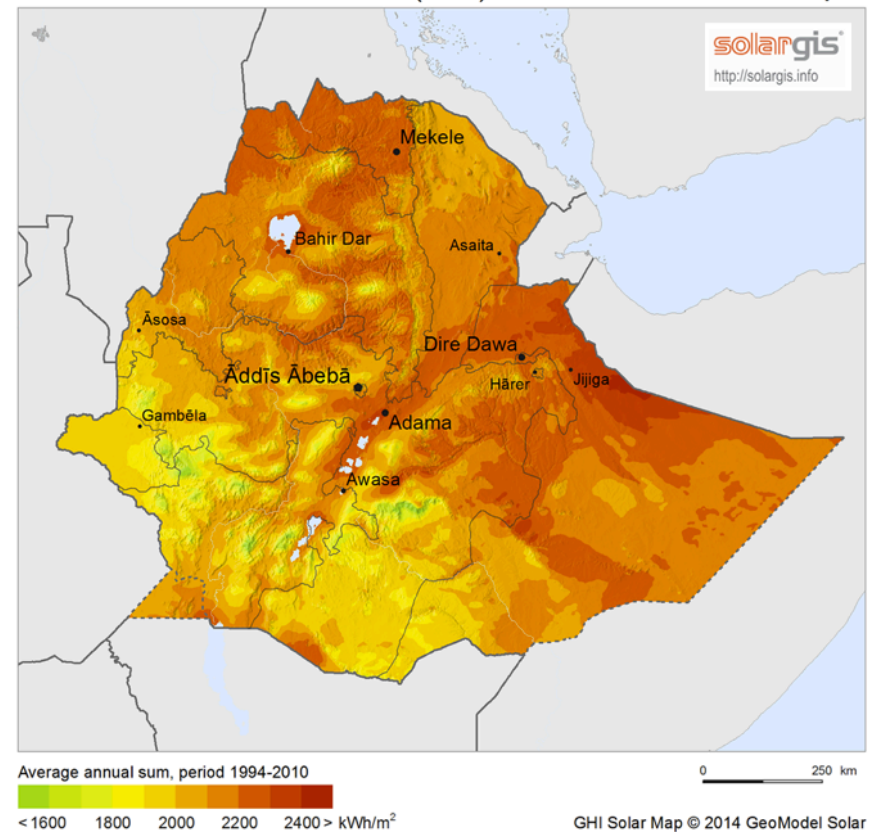 solargis
http://solargis.info
Mekele
Bahir Dar
Asaita
Āsosa
Dire Dawa
Āddīs Ābebā
Hārer
Jijiga
Gambēla
Adama
Awasa
Average annual sum, period 1994-2010
0 250 km
< 1600 1800 2000 2200 2400 > kWh/m²
GHI Solar Map © 2014 GeoModel Solar